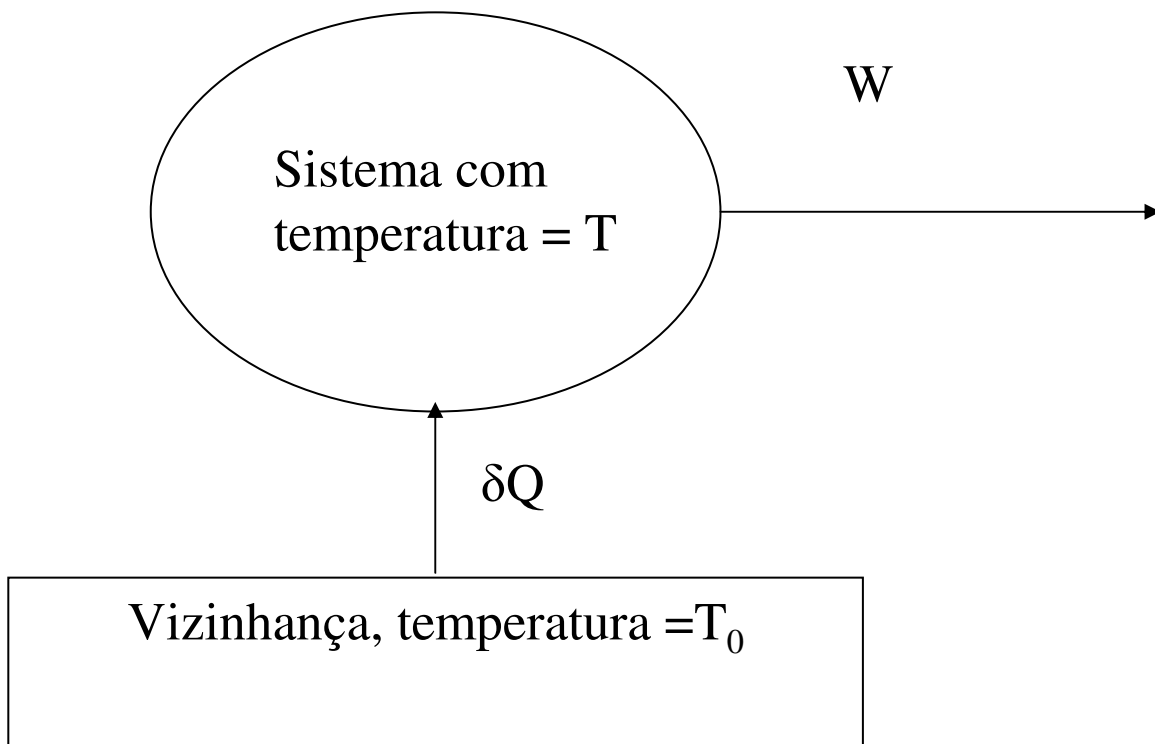 W
Sistema com
temperatura = T
δQ
Vizinhança, temperatura =T₀